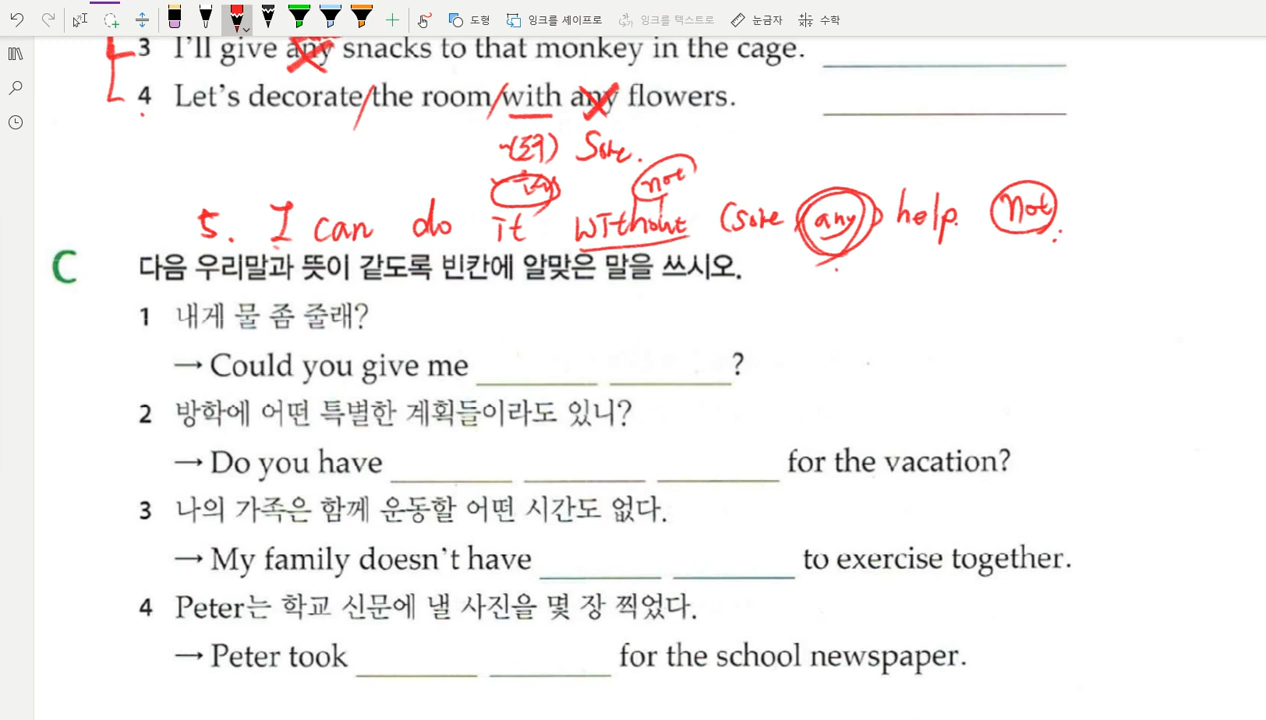 도형 잉크를 셰이프로 잉크를 텍스트로 눈금자 수학
3 I'll give any snacks to that monkey in the cage.
4 Let's decorate/the room/with any flowers.
some.
not
5. I can do it without (some any) help. not.
C 다음 우리말과 뜻이 같도록 빈칸에 알맞은 말을 쓰시오.
1 내게 물 좀 줄래?
→ Could you give me ?
2 방학에 어떤 특별한 계획들이라도 있니?
→ Do you have for the vacation?
3 나의 가족은 함께 운동할 어떤 시간도 없다.
→ My family doesn't have to exercise together.
4 Peter는 학교 신문에 낼 사진을 몇 장 찍었다.
→ Peter took for the school newspaper.